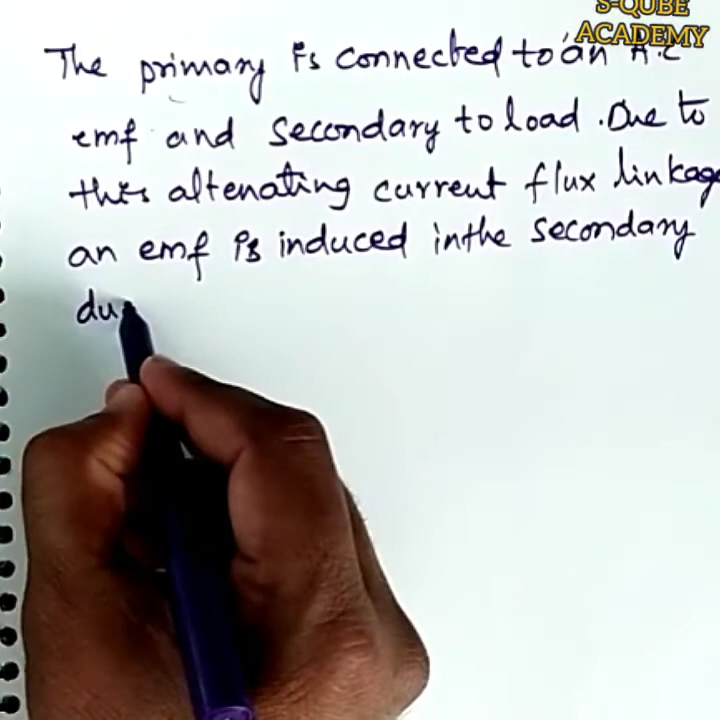 S-QUBE
ACADEMY
The primary is connected to an A.C
emf and secondary to load. Due to
this altenating current flux linkage
an emf is induced in the secondary
du